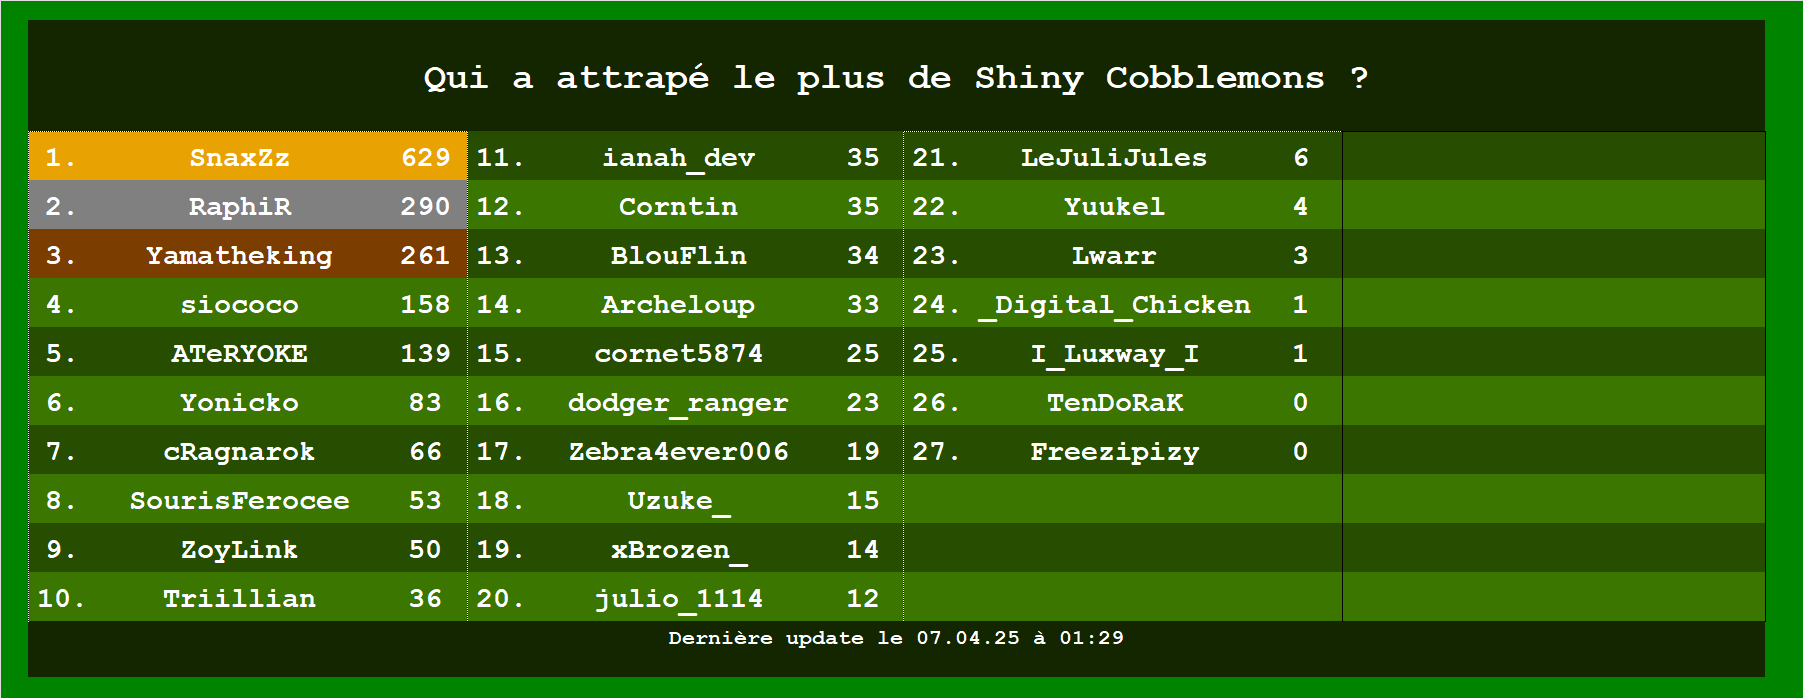 Qui a attrapé le plus de Shiny Cobblemons ?
1. SnaxZz 629
2. RaphiR 290
3. Yamatheking 261
4. siococo 158
5. ATeRYOKE 139
6. Yonicko 83
7. cRagnarok 66
8. SourisFerocee 53
9. ZoyLink 50
10. Triillian 36
11. ianah_dev 35
12. Corntin 35
13. BlouFlin 34
14. Archeloup 33
15. cornet5874 25
16. dodger_ranger 23
17. Zebra4ever006 19
18. Uzuke_ 15
19. xBrozen_ 14
20. julio_1114 12
21. LeJuliJules 6
22. Yuukel 4
23. Lwarr 3
24. _Digital_Chicken 1
25. I_Luxway_I 1
26. TenDoRaK 0
27. Freezipizy 0
Dernière update le 07.04.25 à 01:29